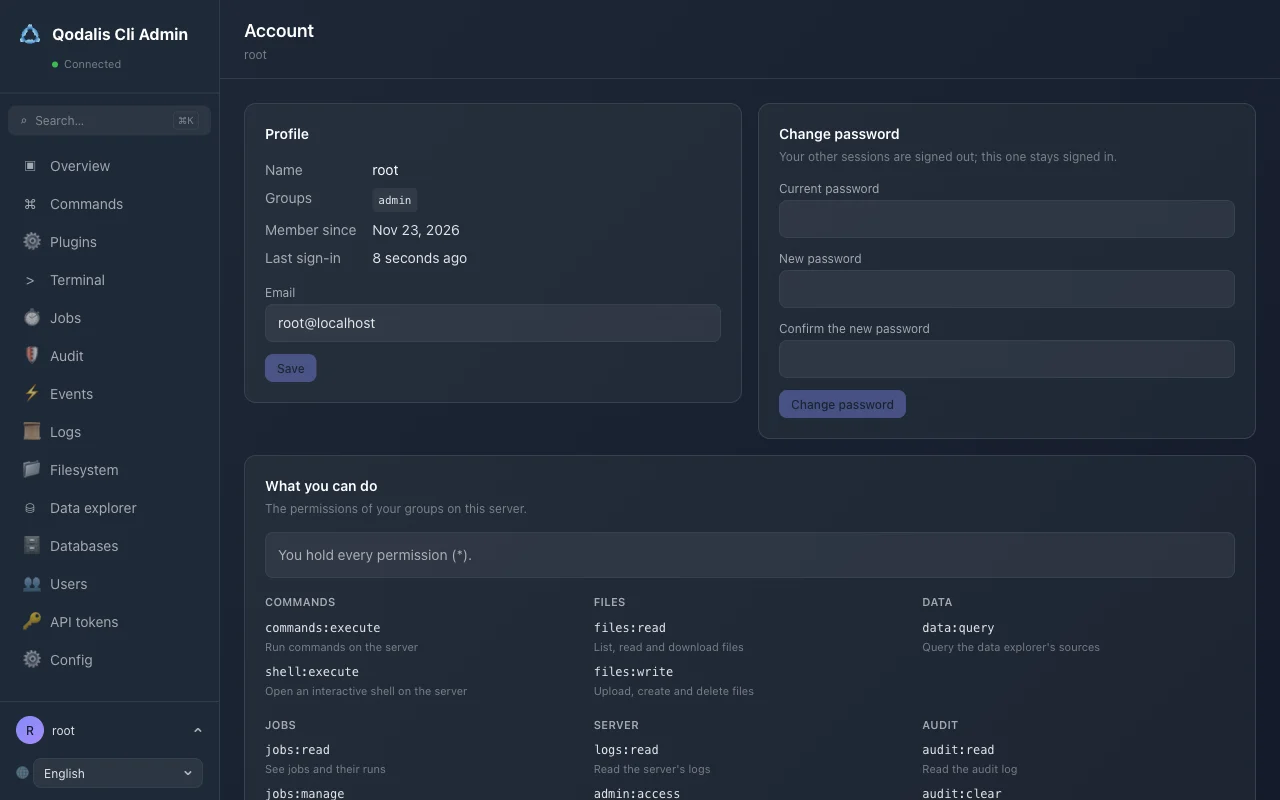 Qodalis Cli Admin
Connected
Search...
⌘K
Overview
Commands
Plugins
Terminal
Jobs
Audit
Events
Logs
Filesystem
Data explorer
Databases
Users
API tokens
Config
R
root
English
Account
root
Profile
Name root
Groups admin
Member since Nov 23, 2026
Last sign-in 8 seconds ago
Email
root@localhost
Save
Change password
Your other sessions are signed out; this one stays signed in.
Current password
New password
Confirm the new password
Change password
What you can do
The permissions of your groups on this server.
You hold every permission (*).
COMMANDS
commands:execute
Run commands on the server
shell:execute
Open an interactive shell on the server
FILES
files:read
List, read and download files
files:write
Upload, create and delete files
DATA
data:query
Query the data explorer's sources
JOBS
jobs:read
See jobs and their runs
jobs:manage
SERVER
logs:read
Read the server's logs
admin:access
AUDIT
audit:read
Read the audit log
audit:clear